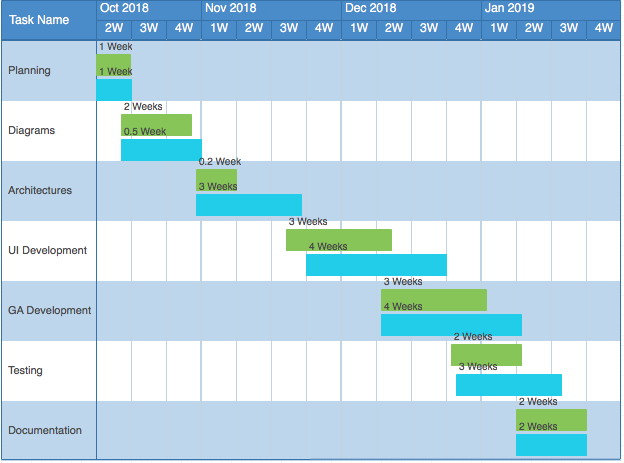 Task Name
Oct 2018 Nov 2018 Dec 2018 Jan 2019
2W 3W 4W 1W 2W 3W 4W 1W 2W 3W 4W 1W 2W 3W 4W
Planning
1 Week
1 Week
Diagrams
2 Weeks
0.5 Week
Architectures
0.2 Week
3 Weeks
UI Development
3 Weeks
4 Weeks
GA Development
3 Weeks
4 Weeks
Testing
2 Weeks
3 Weeks
Documentation
2 Weeks
2 Weeks